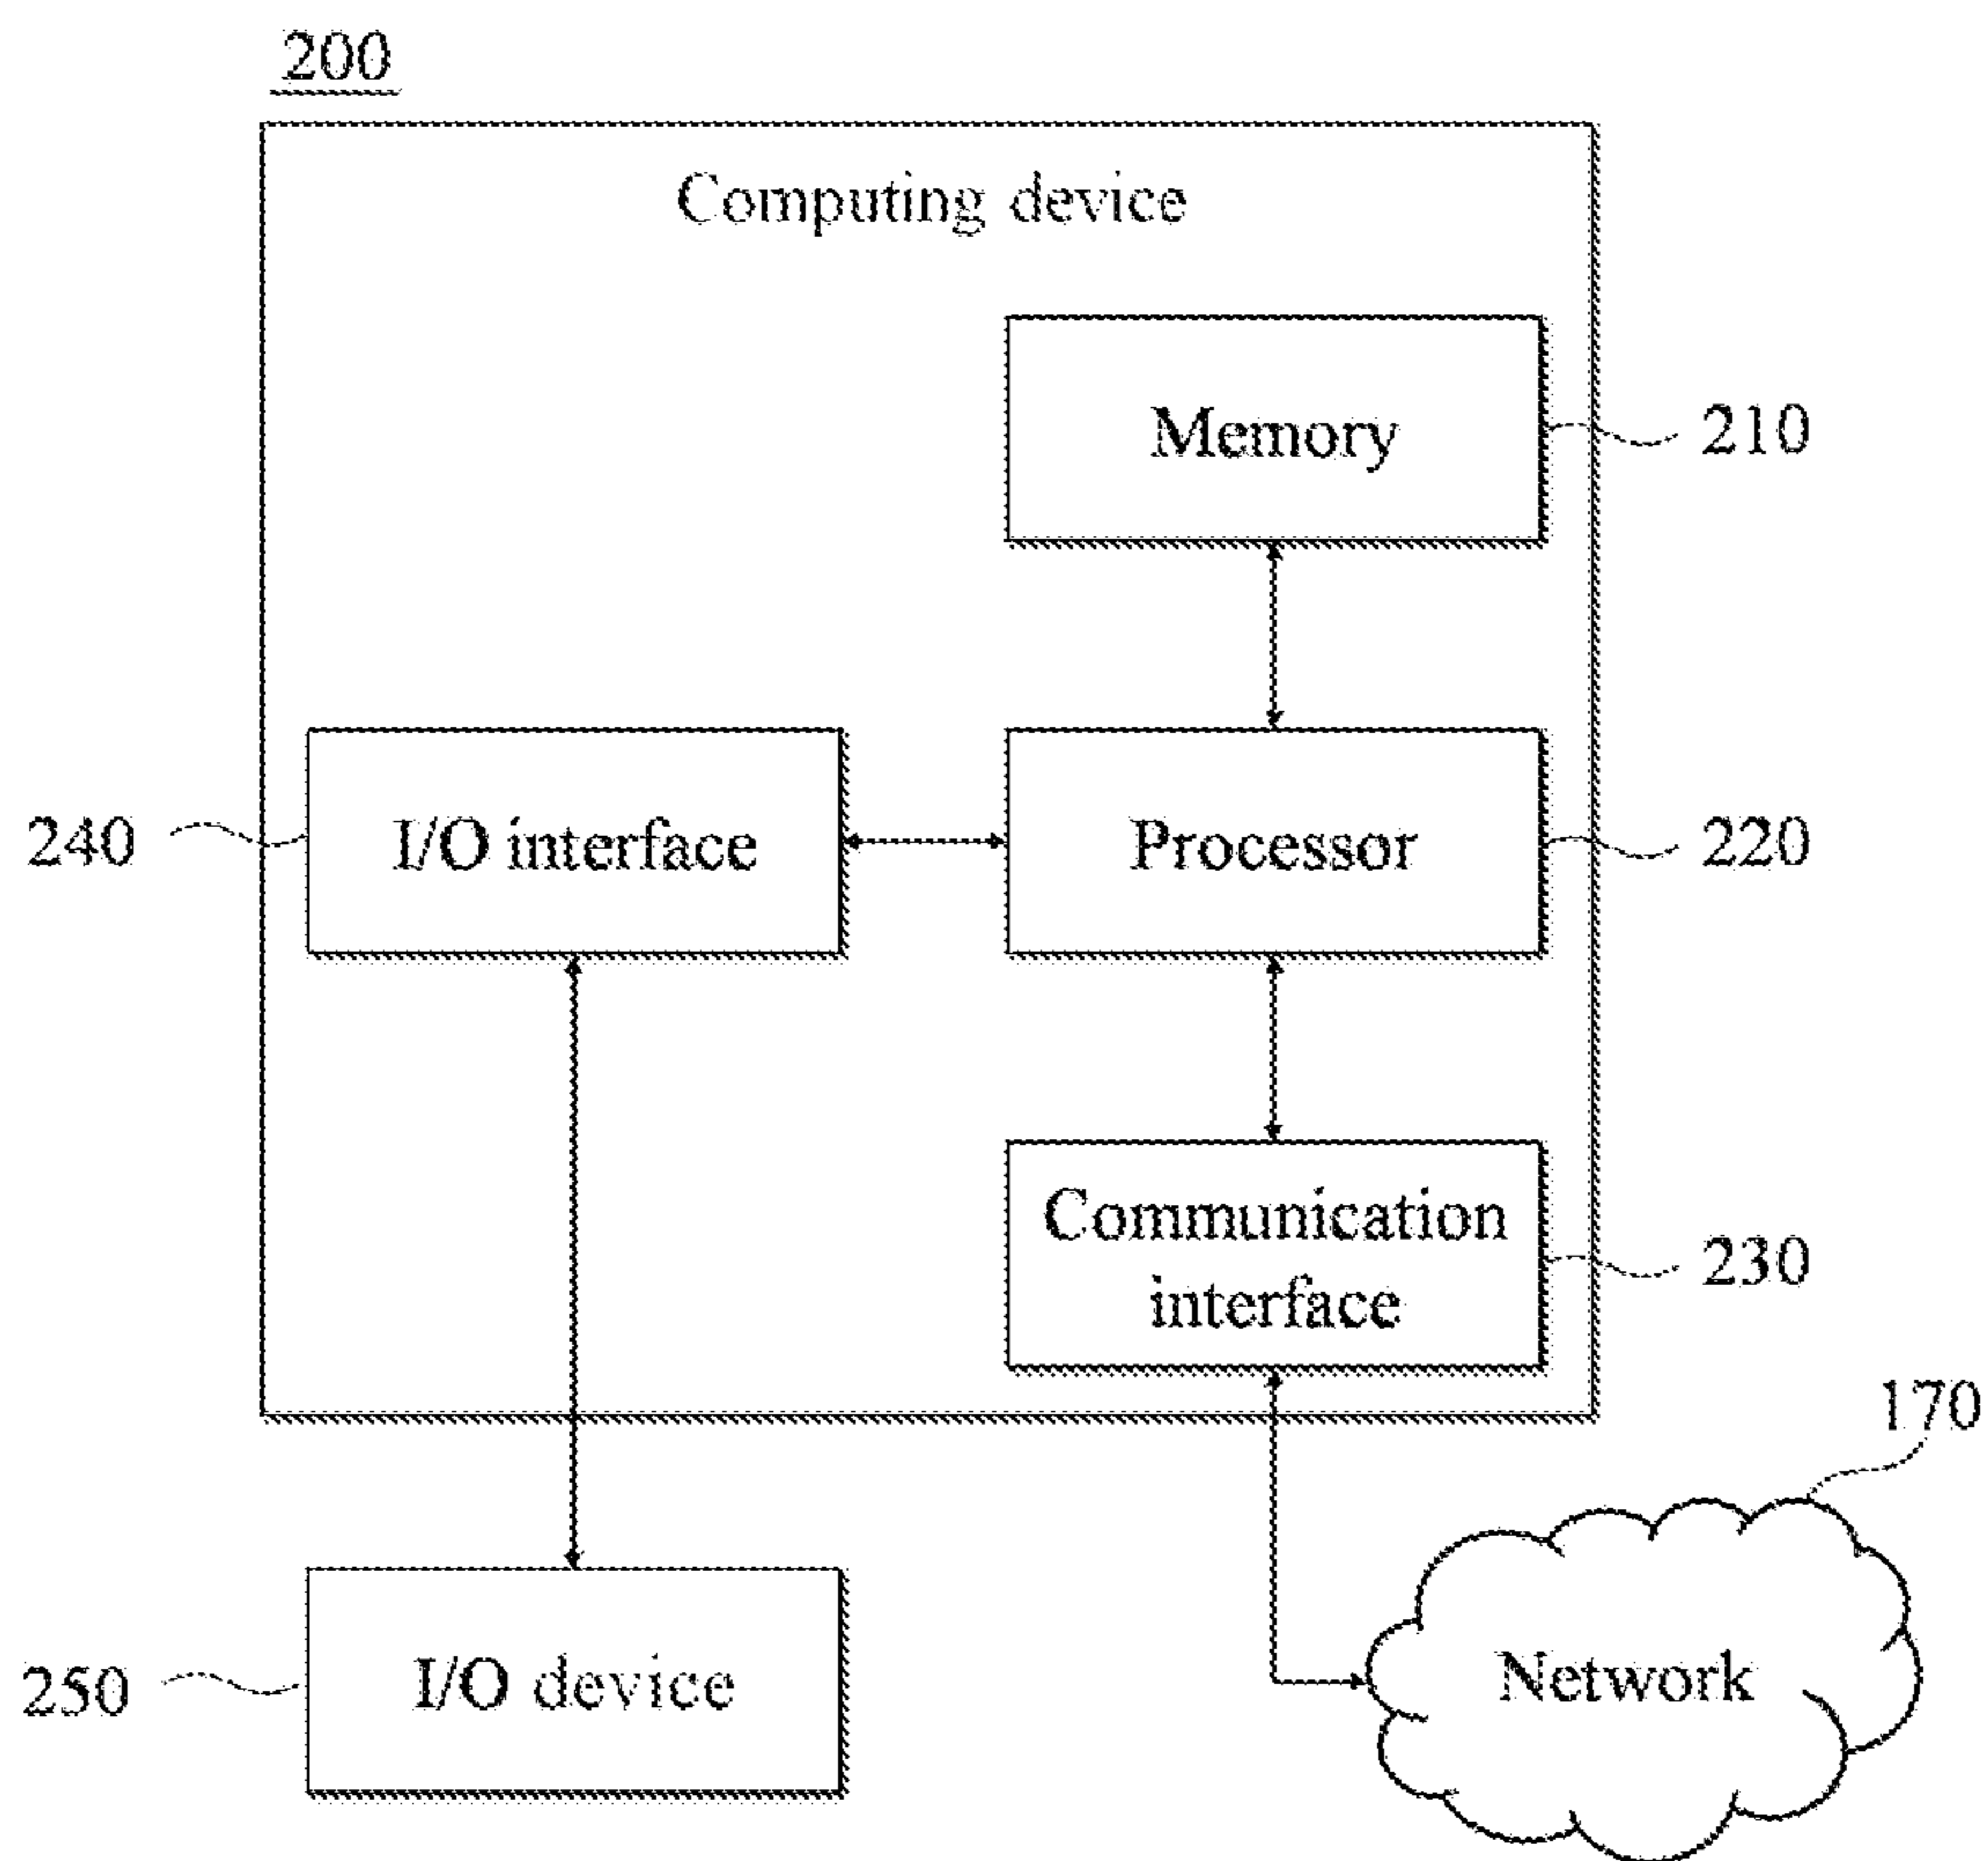 200
Computing device
Memory
210
240
I/O interface
Processor
220
Communication
interface
230
170
250
I/O device
Network